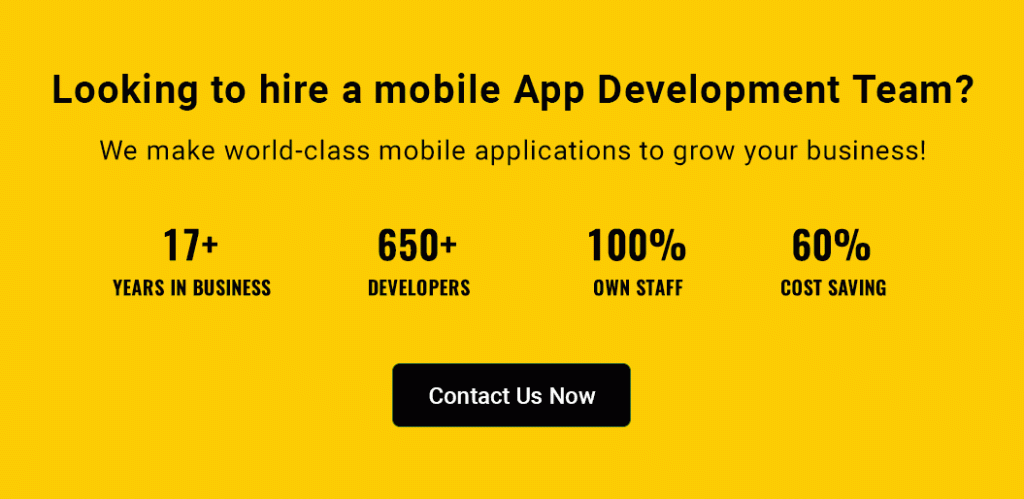 Looking to hire a mobile App Development Team?
We make world-class mobile applications to grow your business!
17+ 650+ 100% 60%
YEARS IN BUSINESS DEVELOPERS OWN STAFF COST SAVING
Contact Us Now